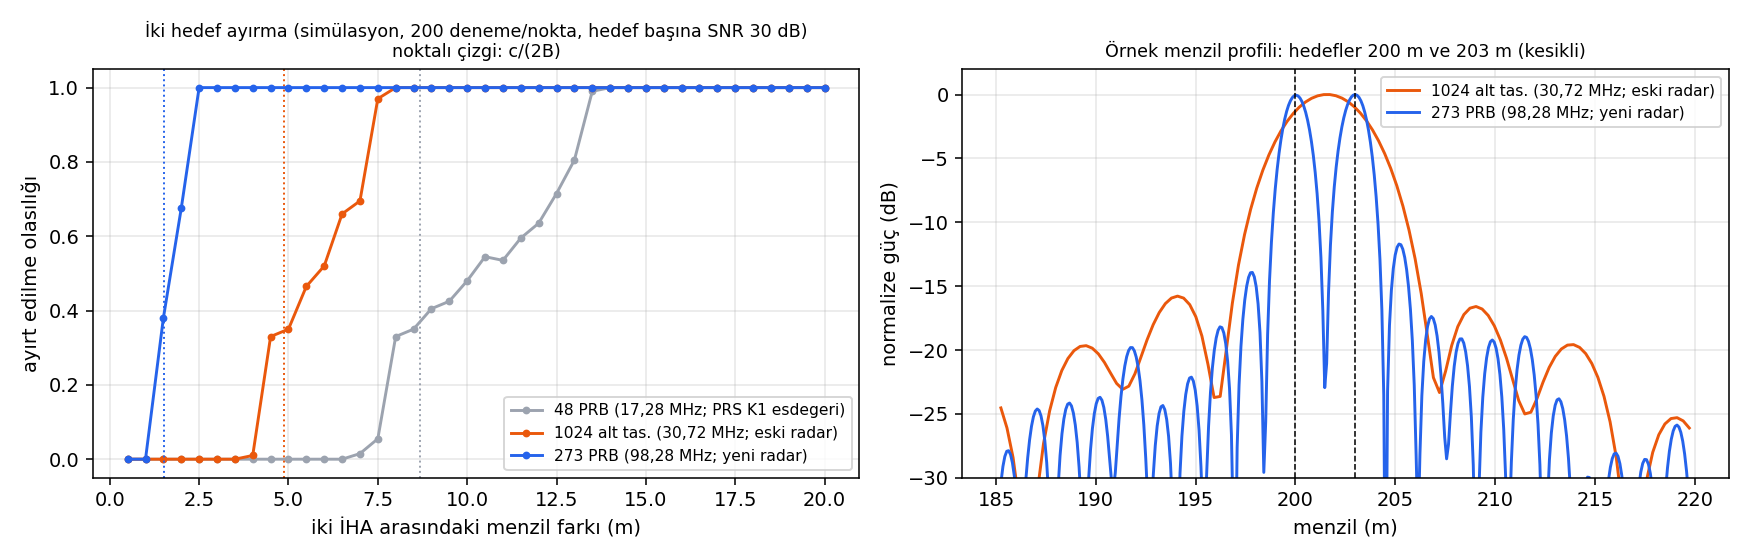 İki hedef ayırma (simülasyon, 200 deneme/nokta, hedef başına SNR 30 dB)
noktalı çizgi: c/(2B)
ayırt edilme olasılığı
1.0
0.8
0.6
0.4
0.2
0.0
48 PRB (17,28 MHz; PRS K1 esdegeri)
1024 alt tas. (30,72 MHz; eski radar)
273 PRB (98,28 MHz; yeni radar)
0.0 2.5 5.0 7.5 10.0 12.5 15.0 17.5 20.0
iki İHA arasındaki menzil farkı (m)
Örnek menzil profili: hedefler 200 m ve 203 m (kesikli)
normalize güç (dB)
0
−5
−10
−15
−20
−25
−30
1024 alt tas. (30,72 MHz; eski radar)
273 PRB (98,28 MHz; yeni radar)
185 190 195 200 205 210 215 220
menzil (m)